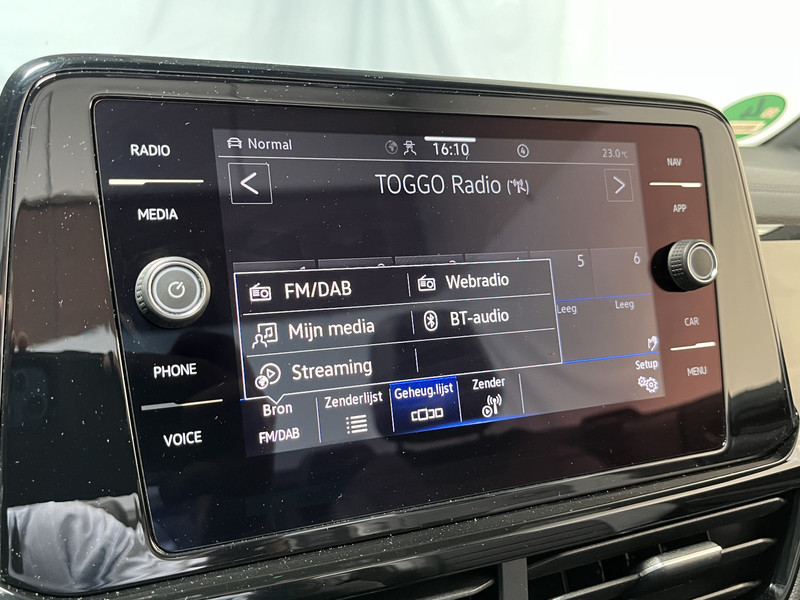 Normal
16:10
4
23.0°C
TOGGO Radio
RADIO
MEDIA
PHONE
VOICE
NAV
APP
CAR
MENU
5
6
Leeg
Leeg
FM/DAB
Webradio
Mijn media
BT-audio
Streaming
Bron
FM/DAB
Zenderlijst
Geheug.lijst
Zender
Setup